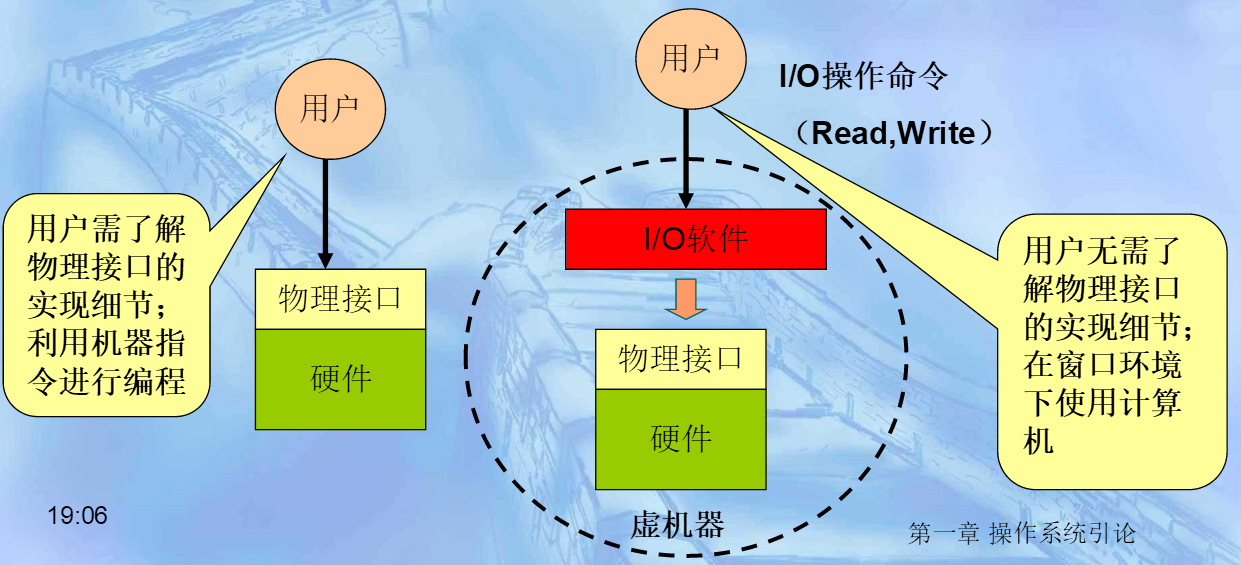 用户
用户需了解
物理接口的
实现细节；
利用机器指
令进行编程
物理接口
硬件
用户
I/O操作命令
（Read,Write）
I/O软件
物理接口
硬件
虚机器
用户无需了
解物理接口
的实现细节；
在窗口环境
下使用计算
机
19:06
第一章 操作系统引论